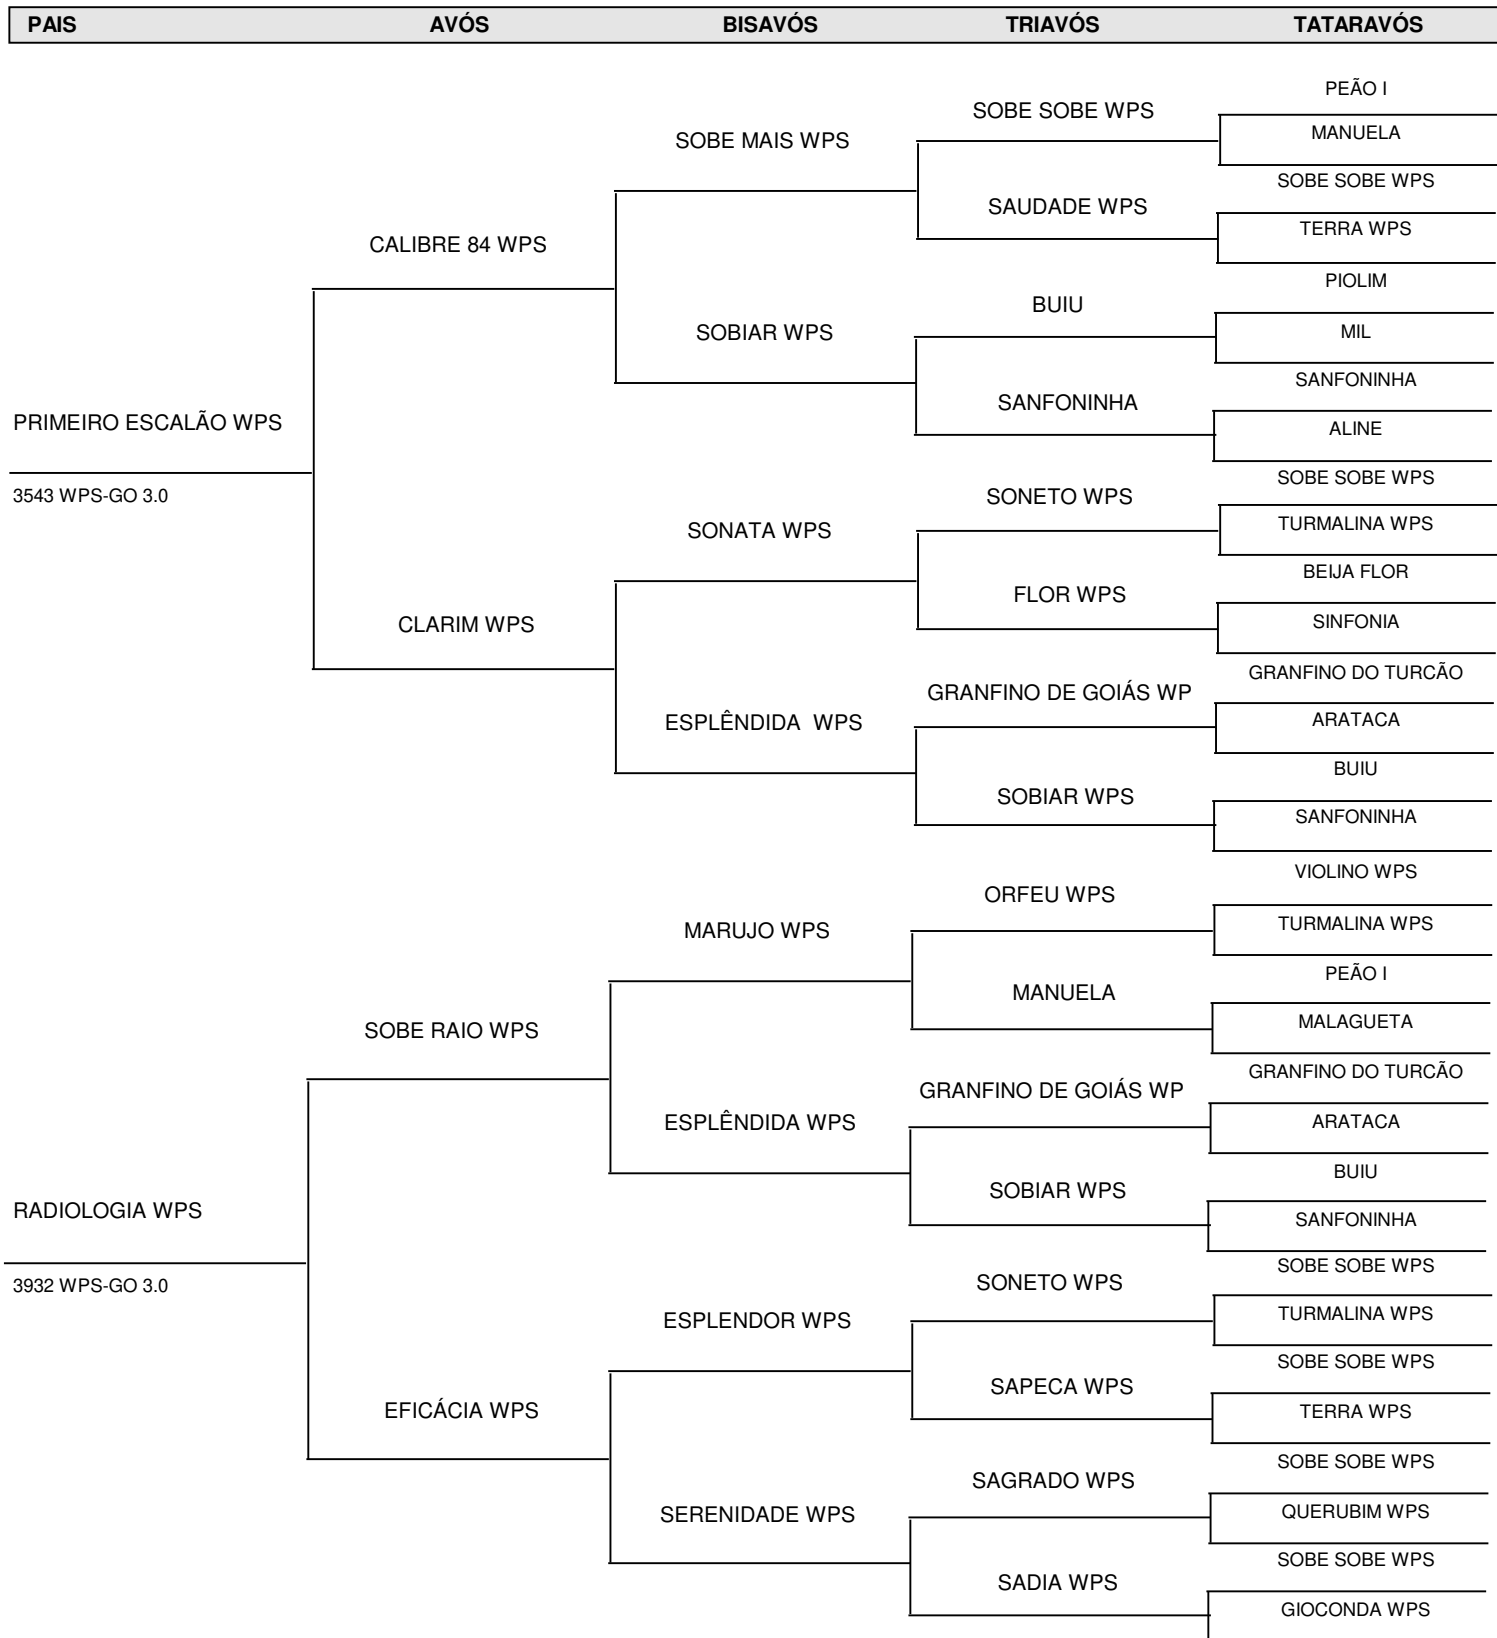 PAIS AVÓS BISAVÓS TRIAVÓS TATARAVÓS
PEÃO I
SOBE SOBE WPS
MANUELA
SOBE MAIS WPS
SOBE SOBE WPS
SAUDADE WPS
TERRA WPS
CALIBRE 84 WPS
PIOLIM
BUIU
MIL
SOBIAR WPS
SANFONINHA
SANFONINHA
ALINE
PRIMEIRO ESCALÃO WPS
3543 WPS-GO 3.0
SOBE SOBE WPS
SONETO WPS
TURMALINA WPS
SONATA WPS
BEIJA FLOR
FLOR WPS
SINFONIA
CLARIM WPS
GRANFINO DO TURCÃO
GRANFINO DE GOIÁS WP
ARATACA
ESPLÊNDIDA WPS
BUIU
SOBIAR WPS
SANFONINHA
VIOLINO WPS
ORFEU WPS
TURMALINA WPS
MARUJO WPS
PEÃO I
MANUELA
MALAGUETA
SOBE RAIO WPS
GRANFINO DO TURCÃO
GRANFINO DE GOIÁS WP
ARATACA
ESPLÊNDIDA WPS
BUIU
SOBIAR WPS
SANFONINHA
RADIOLOGIA WPS
3932 WPS-GO 3.0
SOBE SOBE WPS
SONETO WPS
TURMALINA WPS
ESPLENDOR WPS
SOBE SOBE WPS
SAPECA WPS
TERRA WPS
EFICÁCIA WPS
SOBE SOBE WPS
SAGRADO WPS
QUERUBIM WPS
SERENIDADE WPS
SOBE SOBE WPS
SADIA WPS
GIOCONDA WPS